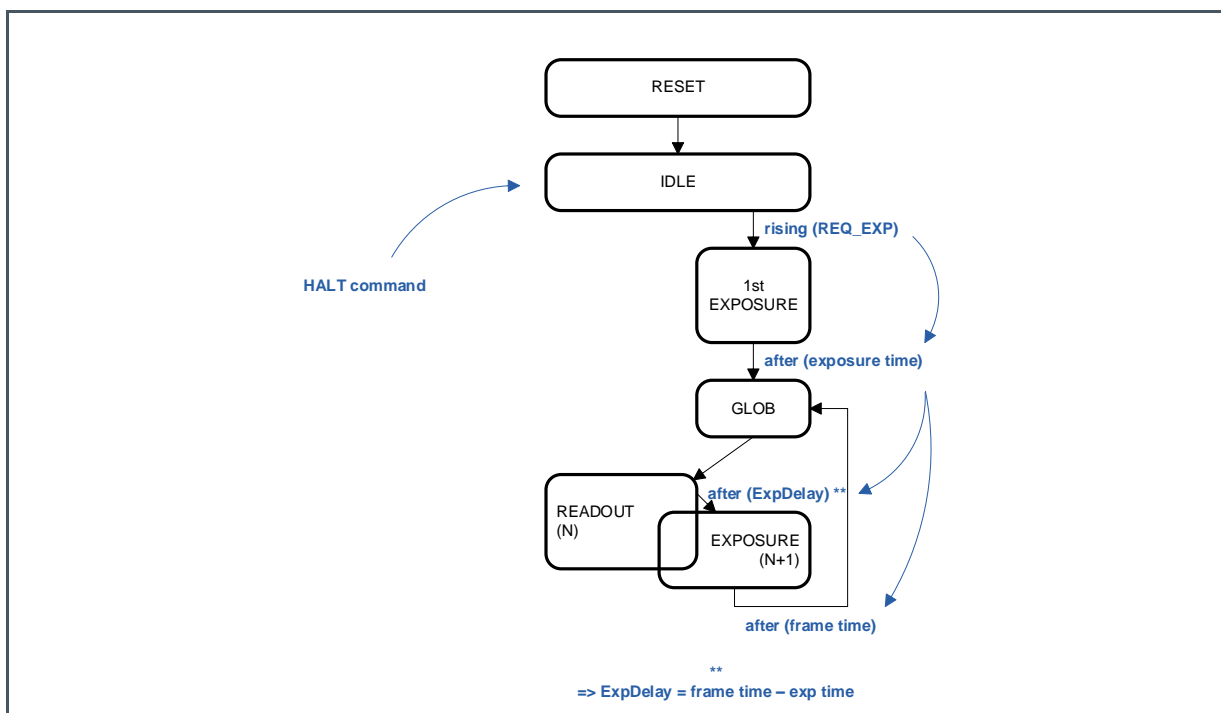 RESET
IDLE
rising (REQ_EXP)
HALT command
1st
EXPOSURE
after (exposure time)
GLOB
after (ExpDelay) **
READOUT
(N)
EXPOSURE
(N+1)
after (frame time)
**
=> ExpDelay = frame time – exp time